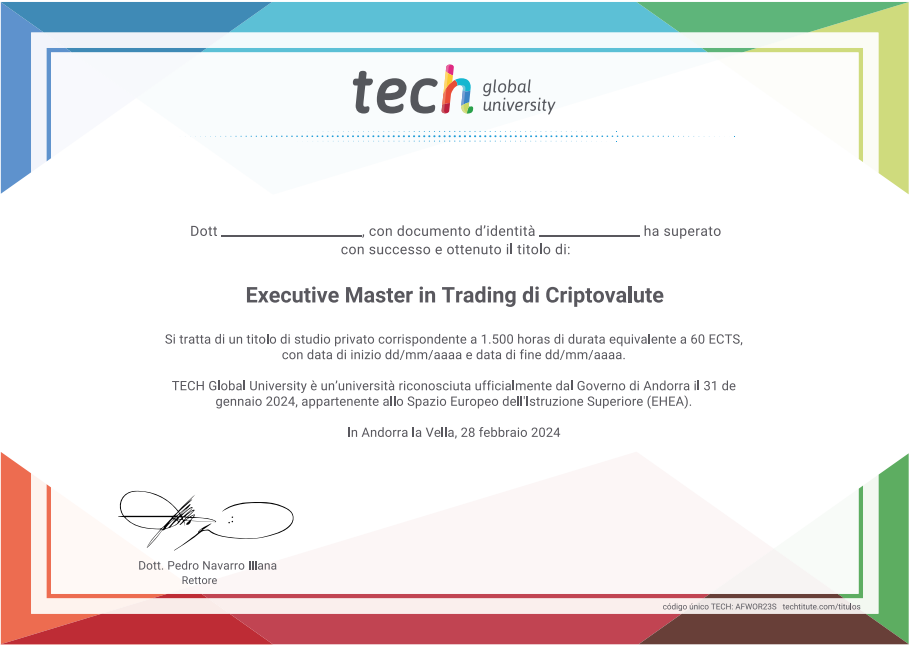 tech global
university
Dott ________________, con documento d'identità ____________ ha superato
con successo e ottenuto il titolo di:
Executive Master in Trading di Criptovalute
Si tratta di un titolo di studio privato corrispondente a 1.500 horas di durata equivalente a 60 ECTS,
con data di inizio dd/mm/aaaa e data di fine dd/mm/aaaa.
TECH Global University è un'università riconosciuta ufficialmente dal Governo di Andorra il 31 de
gennaio 2024, appartenente allo Spazio Europeo dell'Istruzione Superiore (EHEA).
In Andorra la Vella, 28 febbraio 2024
Dott. Pedro Navarro Illana
Rettore
código único TECH: AFWOR23S techtitute.com/titulos